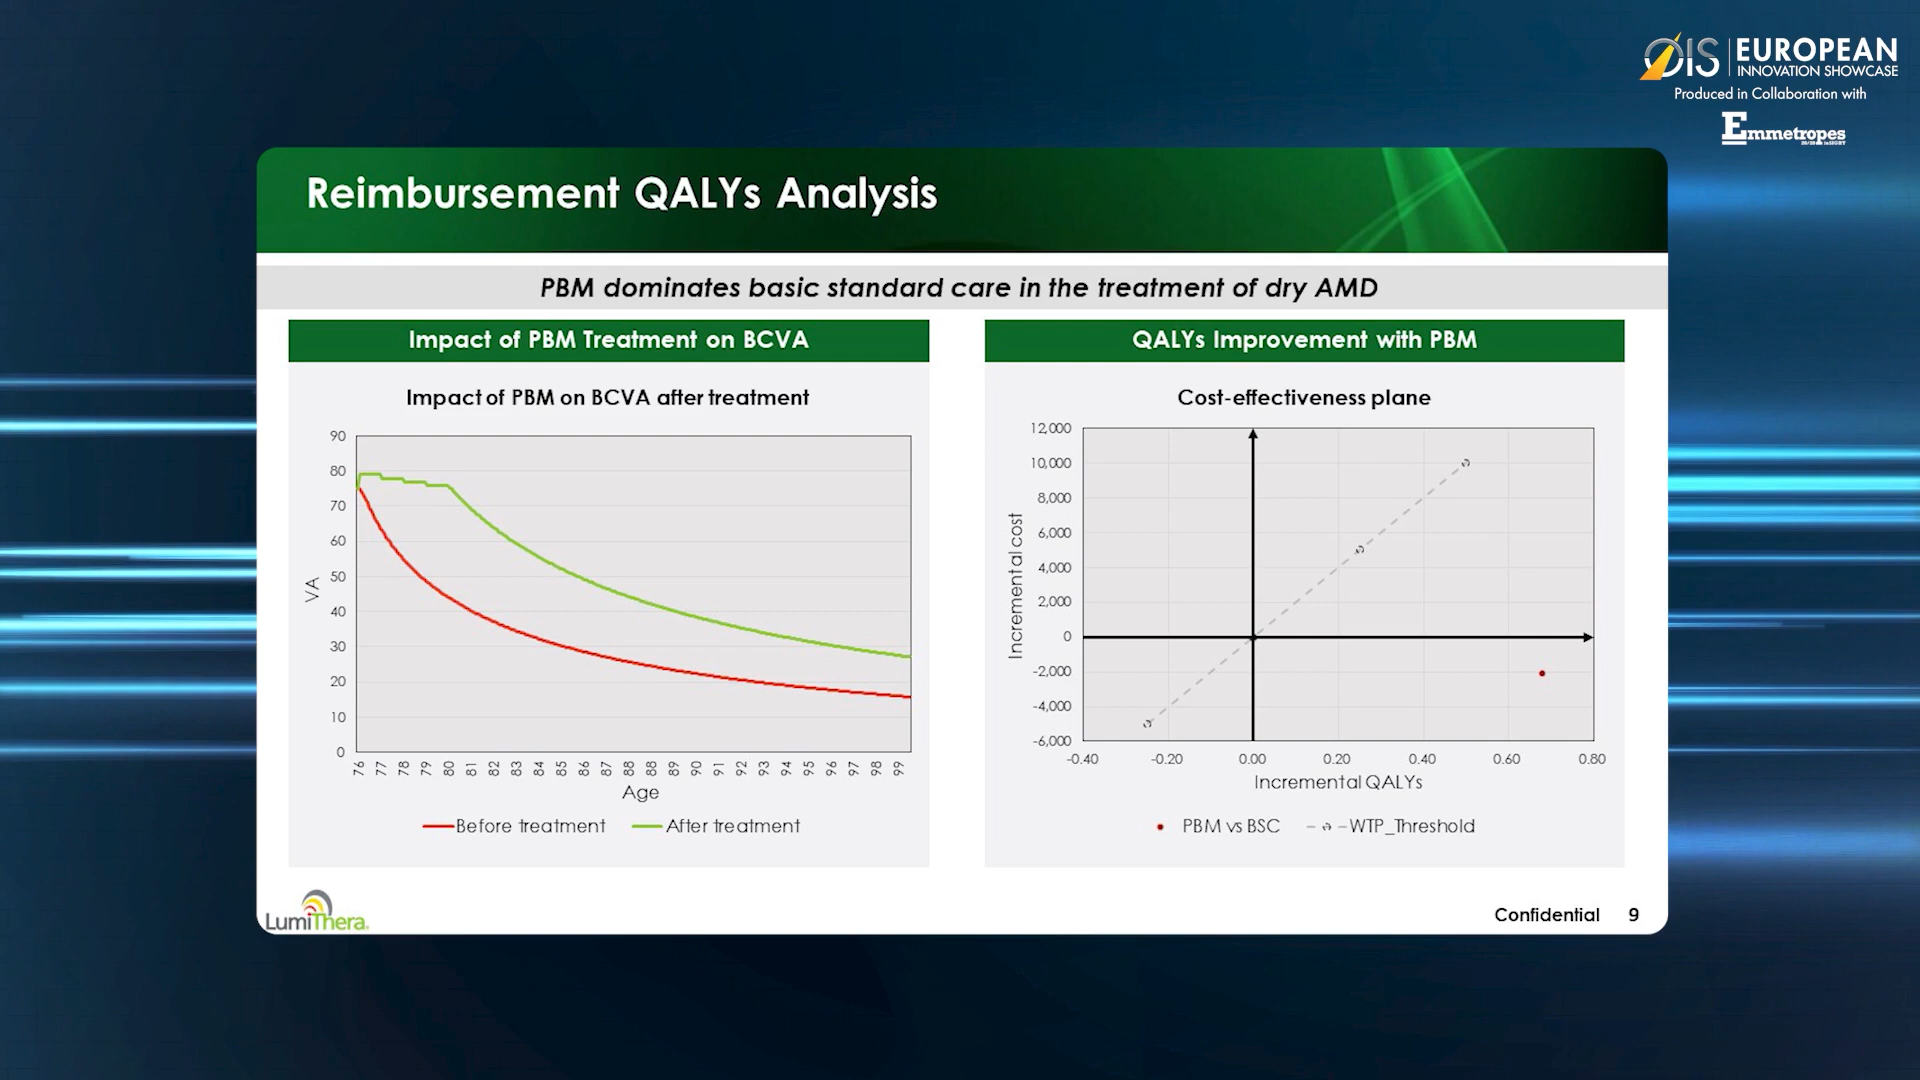 OIS EUROPEAN
INNOVATION SHOWCASE
Produced in Collaboration with
Emmetropes
Reimbursement QALYs Analysis
PBM dominates basic standard care in the treatment of dry AMD
Impact of PBM Treatment on BCVA
Impact of PBM on BCVA after treatment
90
80
70
60
50
40
30
20
10
0
VA
76 77 78 79 80 81 82 83 84 85 86 87 88 88 89 90 91 92 93 94 95 96 97 98 99
Age
Before treatment After treatment
QALYs Improvement with PBM
Cost-effectiveness plane
12,000
10,000
8,000
6,000
4,000
2,000
0
-2,000
-4,000
-6,000
Incremental cost
-0.40 -0.20 0.00 0.20 0.40 0.60 0.80
Incremental QALYs
PBM vs BSC WTP_Threshold
LumiThera
Confidential 9